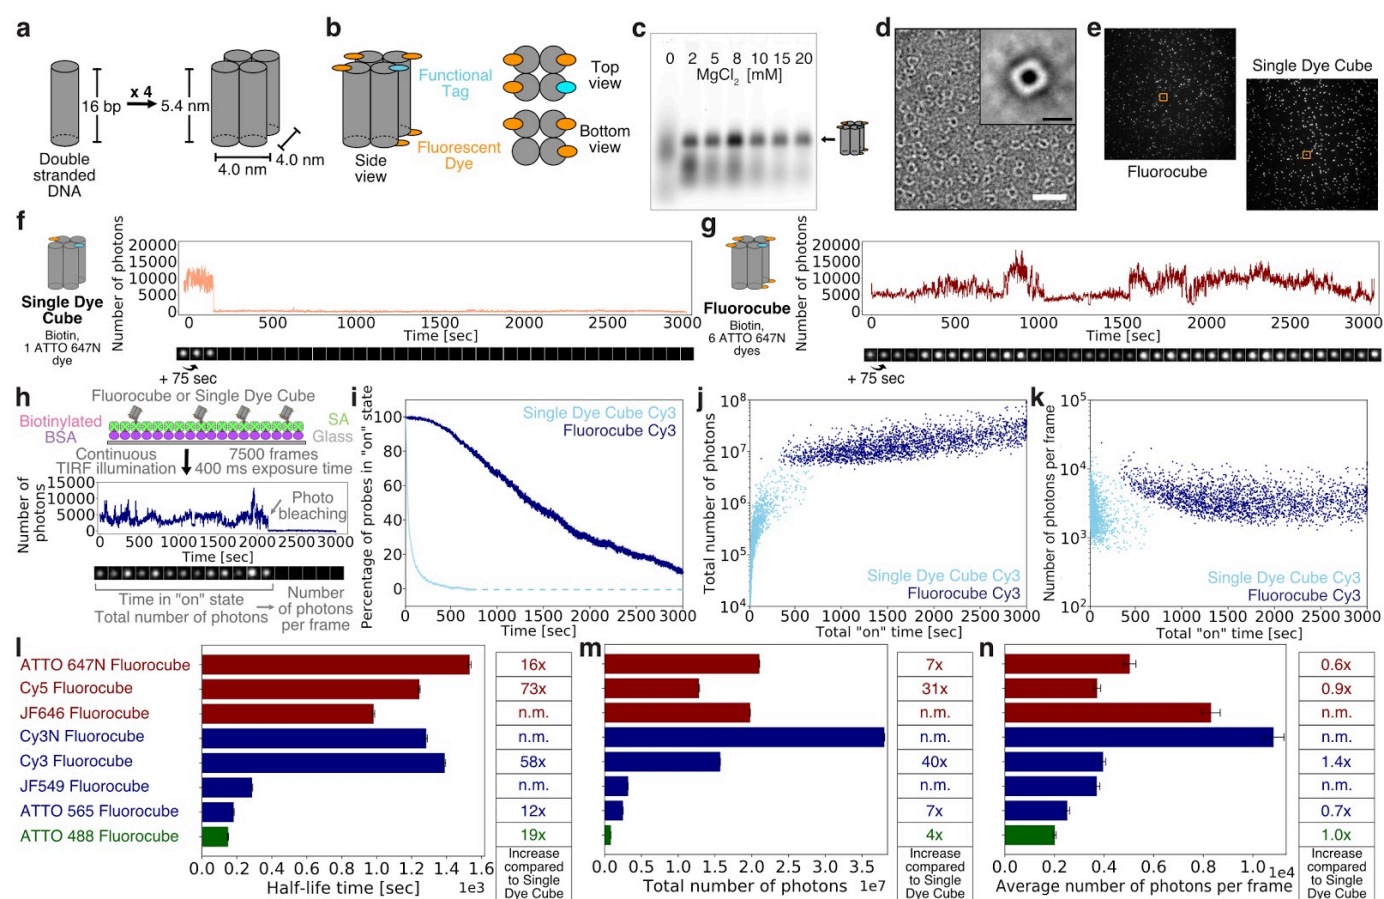 a
16 bp
x 4
5.4 nm
4.0 nm
4.0 nm
Double
stranded
DNA
b
Functional
Tag
Fluorescent
Dye
Side
view
Top
view
Bottom
view
c
0 2 5 8 10 15 20
MgCl2 [mM]
d
e
Single Dye Cube
Fluorocube
f
Single Dye
Cube
Biotin,
1 ATTO 647N
dye
Number of photons
20000
15000
10000
5000
0
0 500 1000 1500 2000 2500 3000
Time [sec]
+ 75 sec
g
Fluorocube
Biotin,
6 ATTO 647N
dyes
Number of photons
20000
15000
10000
5000
0
0 500 1000 1500 2000 2500 3000
Time [sec]
+ 75 sec
h
Fluorocube or Single Dye Cube
Biotinylated
BSA
SA
Glass
Continuous
TIRF illumination
7500 frames
400 ms exposure time
Number of
photons
15000
10000
5000
0
Photo
bleaching
0 500 1000 1500 2000 2500 3000
Time [sec]
Time in "on" state
Total number of photons
Number
of photons
per frame
i
Percentage of probes in "on" state
100
80
60
40
20
0
Single Dye Cube Cy3
Fluorocube Cy3
0 500 1000 1500 2000 2500 3000
Time [sec]
j
Total number of photons
10^8
10^7
10^6
10^5
10^4
Single Dye Cube Cy3
Fluorocube Cy3
0 500 1000 1500 2000 2500 3000
Total "on" time [sec]
k
Number of photons per frame
10^5
10^4
10^3
10^2
Single Dye Cube Cy3
Fluorocube Cy3
0 500 1000 1500 2000 2500 3000
Total "on" time [sec]
l
ATTO 647N Fluorocube
Cy5 Fluorocube
JF646 Fluorocube
Cy3N Fluorocube
Cy3 Fluorocube
JF549 Fluorocube
ATTO 565 Fluorocube
ATTO 488 Fluorocube
0.0 0.2 0.4 0.6 0.8 1.0 1.2 1.4 1.6
Half-life time [sec] 1e3
16x
73x
n.m.
n.m.
58x
n.m.
12x
19x
Increase
compared
to Single
Dye Cube
m
0.0 0.5 1.0 1.5 2.0 2.5 3.0 3.5
Total number of photons 1e7
7x
31x
n.m.
n.m.
40x
n.m.
7x
4x
Increase
compared
to Single
Dye Cube
n
0.0 0.2 0.4 0.6 0.8 1.0
1e4
Average number of photons per frame
0.6x
0.9x
n.m.
n.m.
1.4x
n.m.
0.7x
1.0x
Increase
compared
to Single
Dye Cube